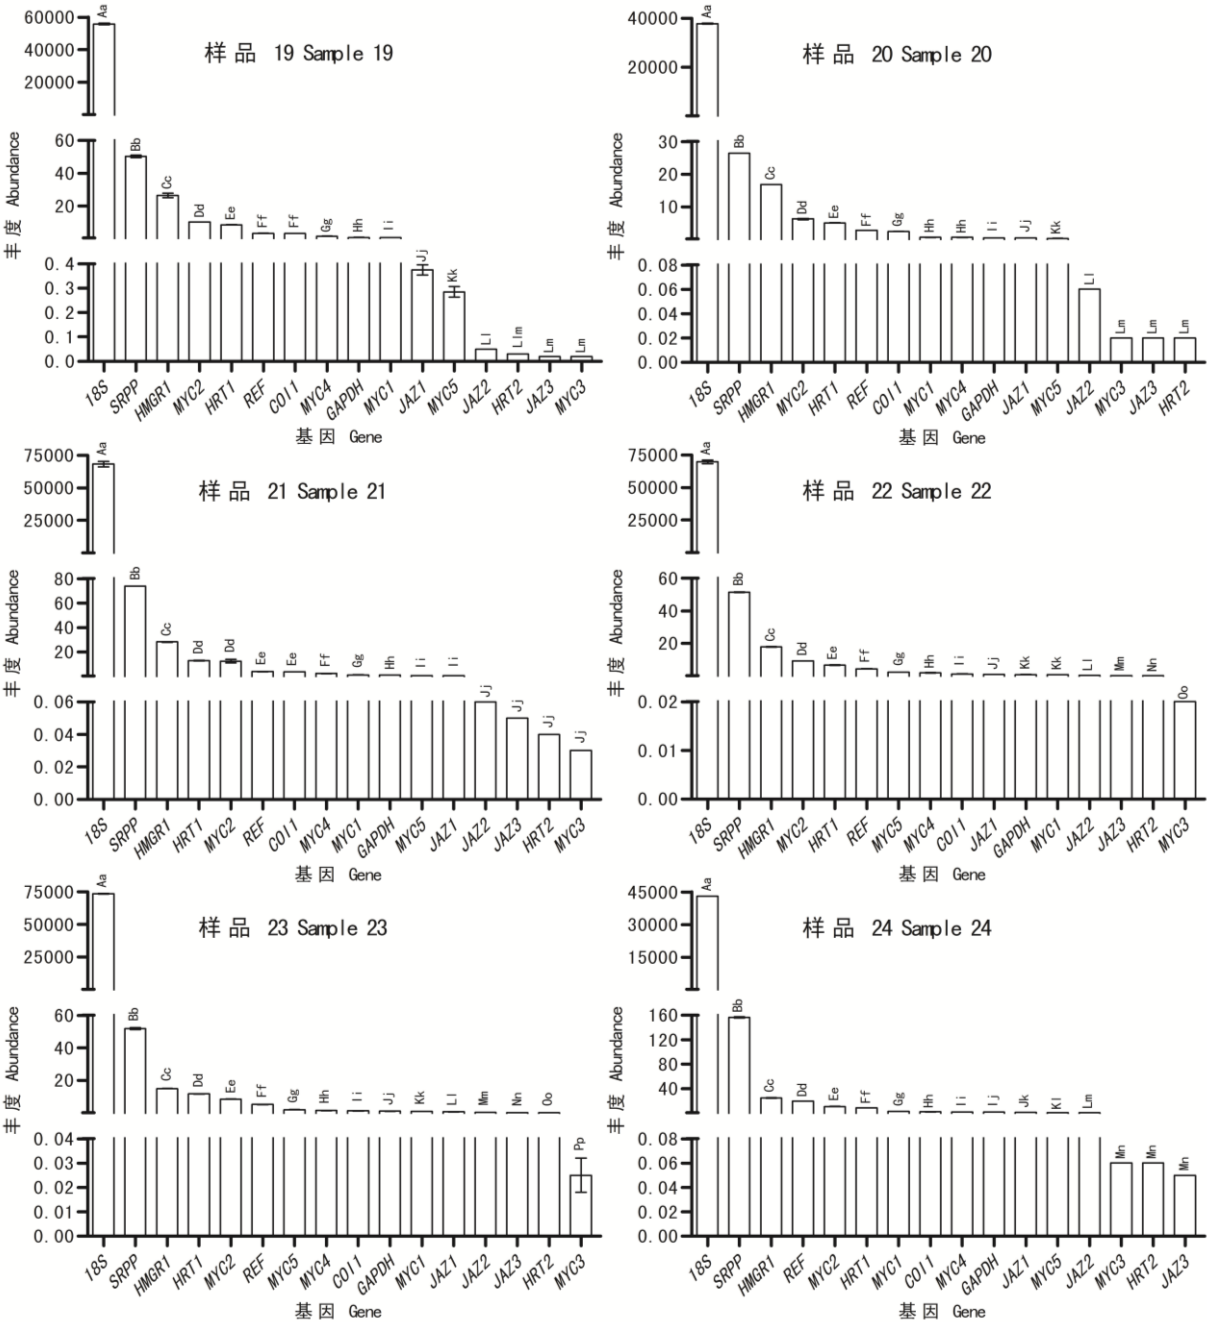 样品 19 Sample 19
丰度 Abundance
60000
40000
20000
60
40
20
0.4
0.3
0.2
0.1
0.0
Aa Bb Cc Dd Ee Ff Ff Gg Hh Ii Jj Kk Ll Llm Lm Lm
18S SRPP HMGR1 MYC2 HRT1 REF COI1 MYC4 GAPDH MYC1 JAZ1 MYC5 JAZ2 HRT2 JAZ3 MYC3
基因 Gene
样品 20 Sample 20
丰度 Abundance
40000
20000
30
20
10
0.08
0.06
0.04
0.02
0.00
Aa Bb Cc Dd Ee Ff Gg Hh Hh Ii Jj Kk Ll Lm Lm Lm
18S SRPP HMGR1 MYC2 HRT1 REF COI1 MYC1 MYC4 GAPDH JAZ1 MYC5 JAZ2 MYC3 JAZ3 HRT2
基因 Gene
样品 21 Sample 21
丰度 Abundance
75000
50000
25000
80
60
40
20
0.06
0.04
0.02
0.00
Aa Bb Cc Dd Dd Ee Ee Ff Gg Hh Ii Ii Jj Jj Jj Jj
18S SRPP HMGR1 HRT1 MYC2 REF COI1 MYC4 MYC1 GAPDH MYC5 JAZ1 JAZ2 JAZ3 HRT2 MYC3
基因 Gene
样品 22 Sample 22
丰度 Abundance
75000
50000
25000
60
40
20
0.02
0.01
0.00
Aa Bb Cc Dd Ee Ff Gg Hh Ii Jj Kk Kk Ll Mm Nn Oo
18S SRPP HMGR1 MYC2 HRT1 REF MYC5 MYC4 COI1 JAZ1 GAPDH MYC1 JAZ2 JAZ3 HRT2 MYC3
基因 Gene
样品 23 Sample 23
丰度 Abundance
75000
50000
25000
60
40
20
0.04
0.03
0.02
0.01
0.00
Aa Bb Cc Dd Ee Ff Gg Hh Ii Jj Kk Ll Mm Nn Oo Pp
18S SRPP HMGR1 HRT1 MYC2 REF MYC5 MYC4 COI1 GAPDH MYC1 JAZ1 JAZ2 JAZ3 HRT2 MYC3
基因 Gene
样品 24 Sample 24
丰度 Abundance
45000
30000
15000
160
120
80
40
0.08
0.06
0.04
0.02
0.00
Aa Bb Cc Dd Ee Ff Gg Hh Ii Ij Jk Kl Lm Mn Mn Mn
18S SRPP HMGR1 REF MYC2 HRT1 MYC1 COI1 MYC4 GAPDH JAZ1 MYC5 JAZ2 MYC3 HRT2 JAZ3
基因 Gene